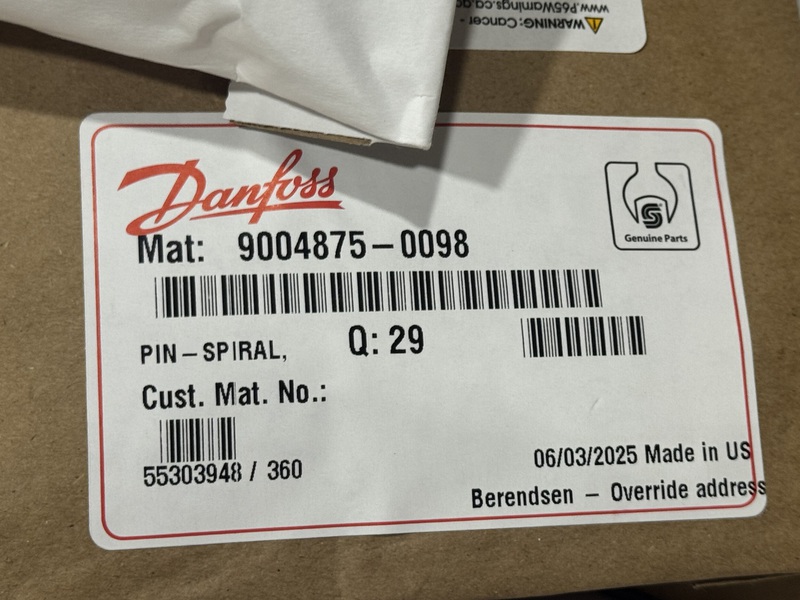 WARNING: Cancer -
www.P65Warnings.ca.go
Danfoss
Mat: 9004875-0098
Genuine Parts
PIN-SPIRAL, Q: 29
Cust. Mat. No.:
55303948 / 360
06/03/2025 Made in US
Berendsen - Override address